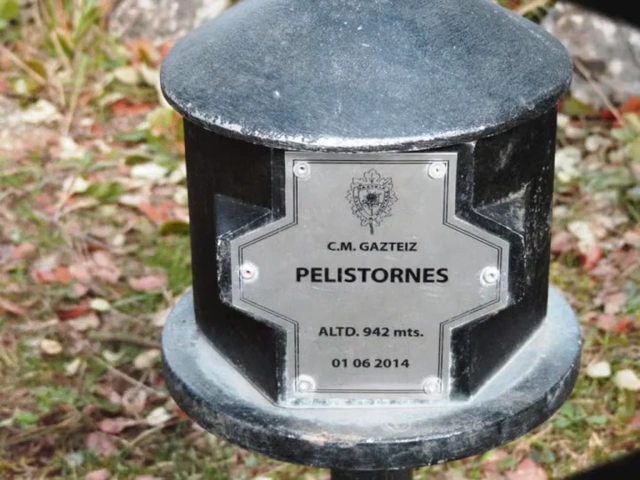 C.M. GAZTEIZ
PELISTORNES
ALTD. 942 mts.
01 06 2014